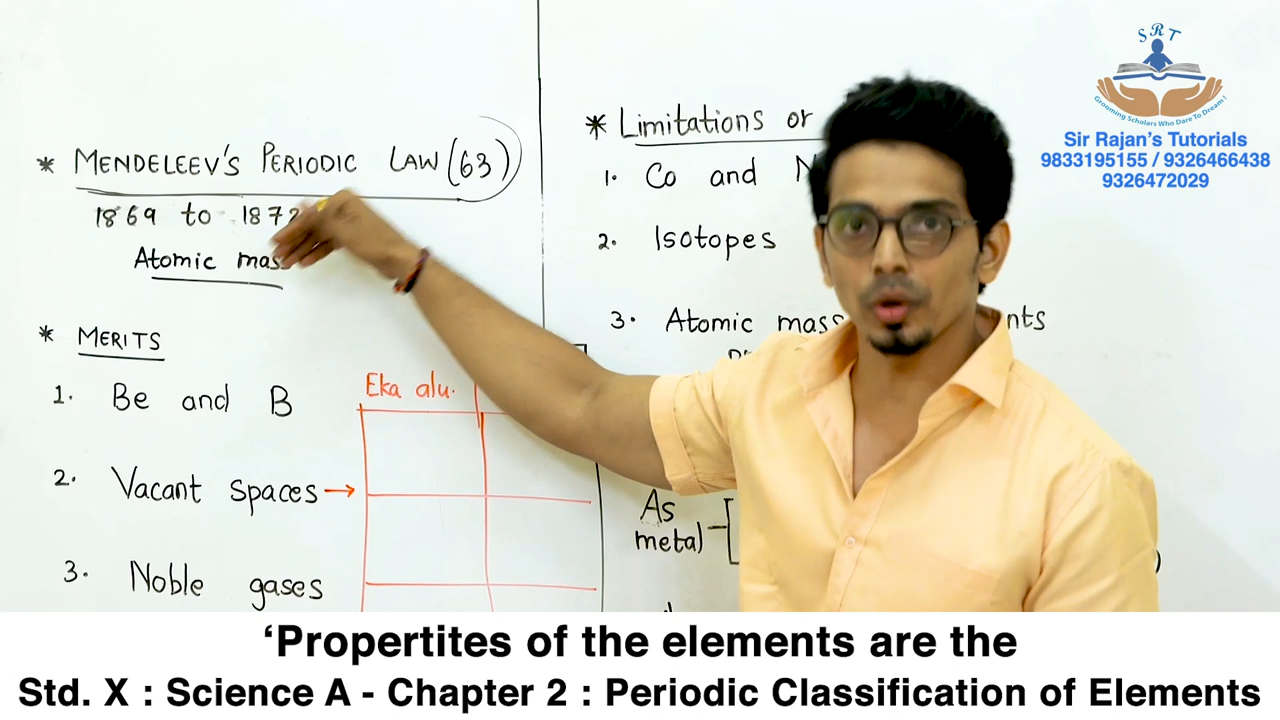 * MENDELEEV'S PERIODIC LAW (63)
1869 to 1872
Atomic mass
* MERITS
1. Be and B
2. Vacant spaces →
3. Noble gases
Eka alu.
* Limitations or
1. Co and N
2. Isotopes
3. Atomic mass nts
As
metal
SRT
Grooming Scholars Who Dare To Dream!
Sir Rajan's Tutorials
9833195155 / 9326466438
9326472029
‘Propertites of the elements are the
Std. X : Science A - Chapter 2 : Periodic Classification of Elements